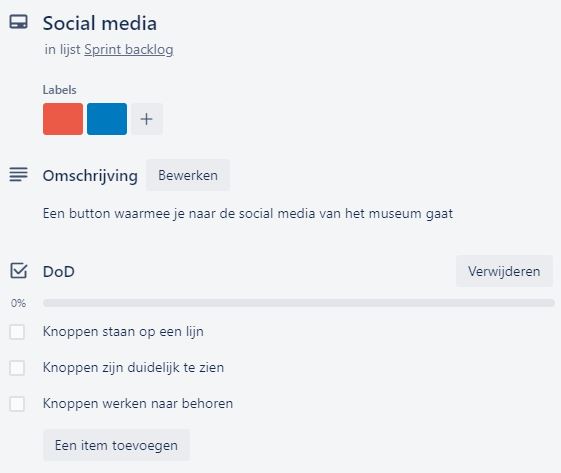 Social media
in lijst Sprint backlog
Labels
+
Omschrijving Bewerken
Een button waarmee je naar de social media van het museum gaat
DoD Verwijderen
0%
Knoppen staan op een lijn
Knoppen zijn duidelijk te zien
Knoppen werken naar behoren
Een item toevoegen